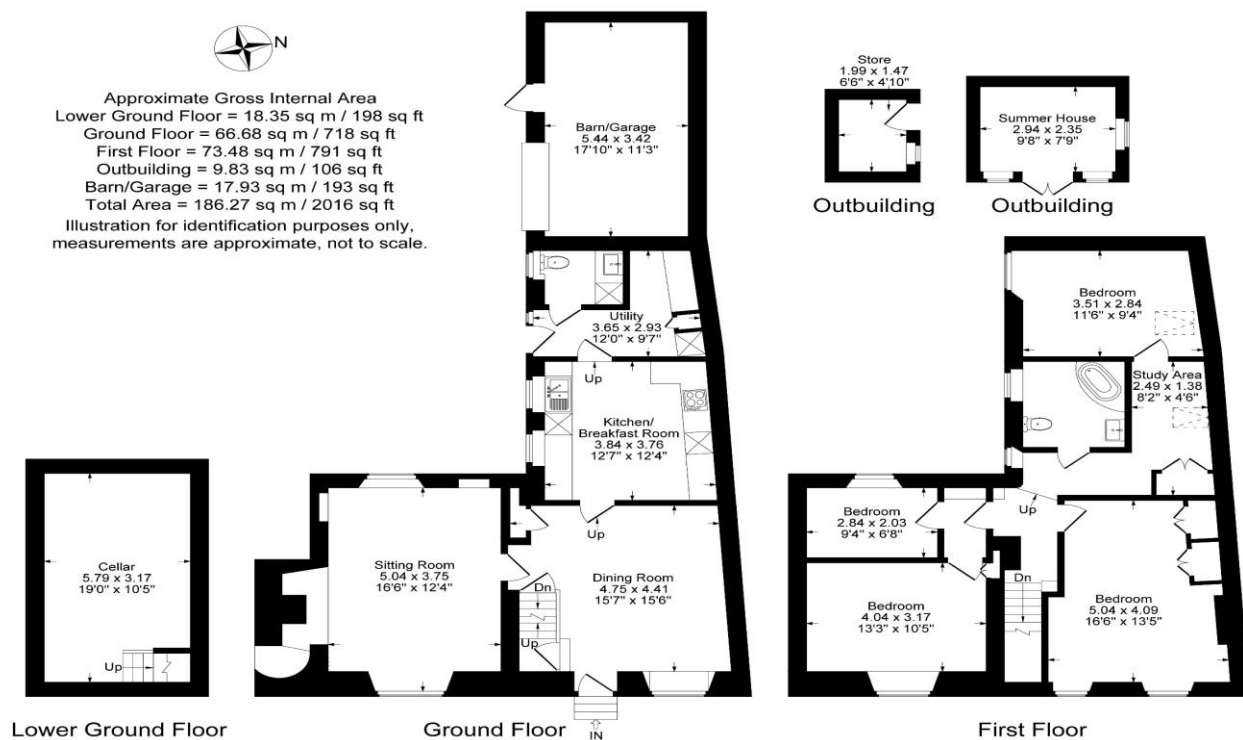 N
Approximate Gross Internal Area
Lower Ground Floor = 18.35 sq m / 198 sq ft
Ground Floor = 66.68 sq m / 718 sq ft
First Floor = 73.48 sq m / 791 sq ft
Outbuilding = 9.83 sq m / 106 sq ft
Barn/Garage = 17.93 sq m / 193 sq ft
Total Area = 186.27 sq m / 2016 sq ft
Illustration for identification purposes only,
measurements are approximate, not to scale.
Cellar
5.79 x 3.17
19'0" x 10'5"
Up
Lower Ground Floor
Barn/Garage
5.44 x 3.42
17'10" x 11'3"
Utility
3.65 x 2.93
12'0" x 9'7"
Up
Kitchen/
Breakfast Room
3.84 x 3.76
12'7" x 12'4"
Up
Sitting Room
5.04 x 3.75
16'6" x 12'4"
Dn
Up
Dining Room
4.75 x 4.41
15'7" x 15'6"
IN
Ground Floor
Store
1.99 x 1.47
6'6" x 4'10"
Outbuilding
Summer House
2.94 x 2.35
9'8" x 7'9"
Outbuilding
Bedroom
3.51 x 2.84
11'6" x 9'4"
Study Area
2.49 x 1.38
8'2" x 4'6"
Up
Bedroom
2.84 x 2.03
9'4" x 6'8"
Dn
Bedroom
4.04 x 3.17
13'3" x 10'5"
Bedroom
5.04 x 4.09
16'6" x 13'5"
First Floor